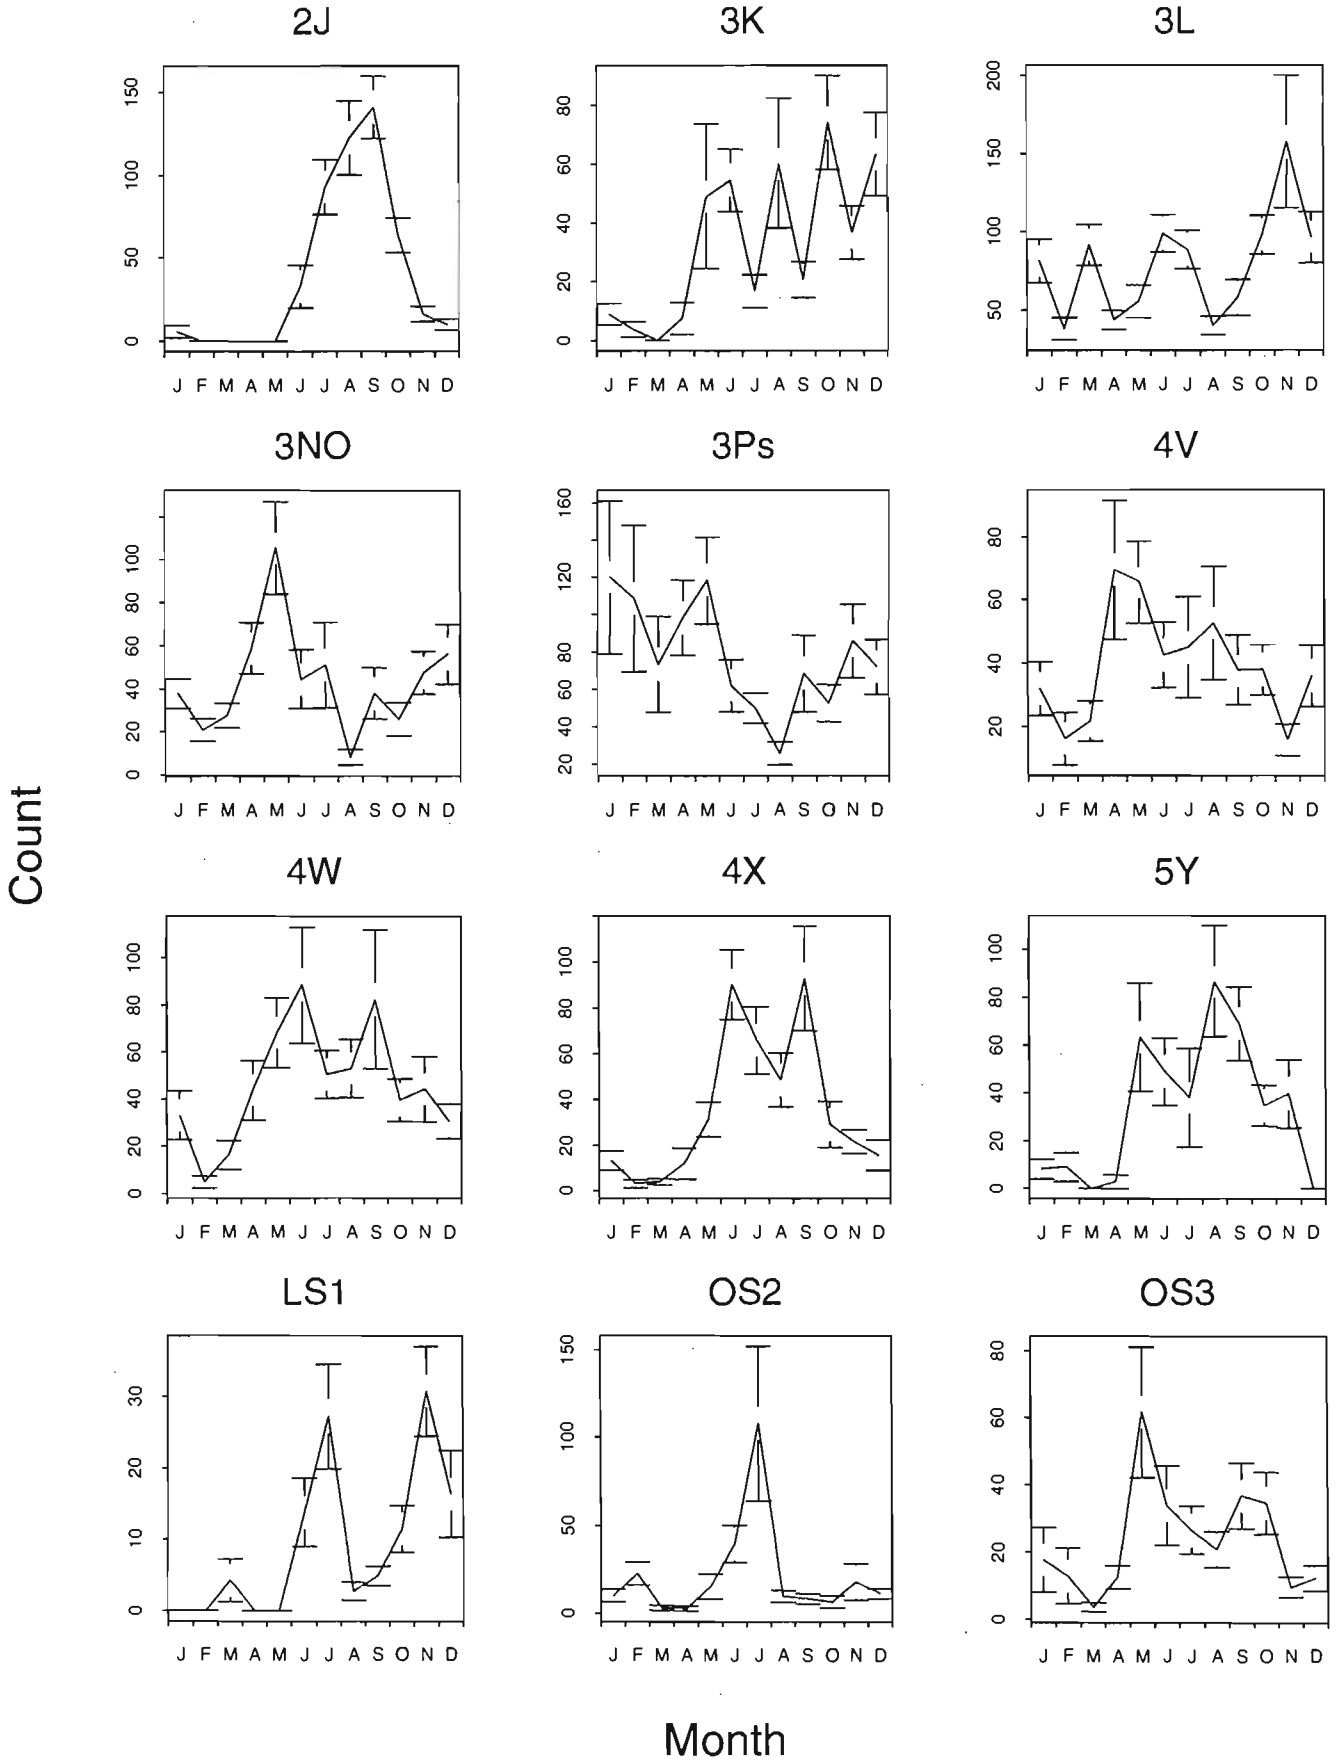 2J 3K 3L
150 100 50 0
J F M A M J J A S O N D
80 60 40 20 0
J F M A M J J A S O N D
200 150 100 50
J F M A M J J A S O N D
3NO 3Ps 4V
100 80 60 40 20 0
J F M A M J J A S O N D
160 120 80 60 40 20
J F M A M J J A S O N D
80 60 40 20
J F M A M J J A S O N D
Count
4W 4X 5Y
100 80 60 40 20 0
J F M A M J J A S O N D
100 80 60 40 20 0
J F M A M J J A S O N D
100 80 60 40 20 0
J F M A M J J A S O N D
LS1 OS2 OS3
30 20 10 0
J F M A M J J A S O N D
150 100 50 0
J F M A M J J A S O N D
80 60 40 20 0
J F M A M J J A S O N D
Month